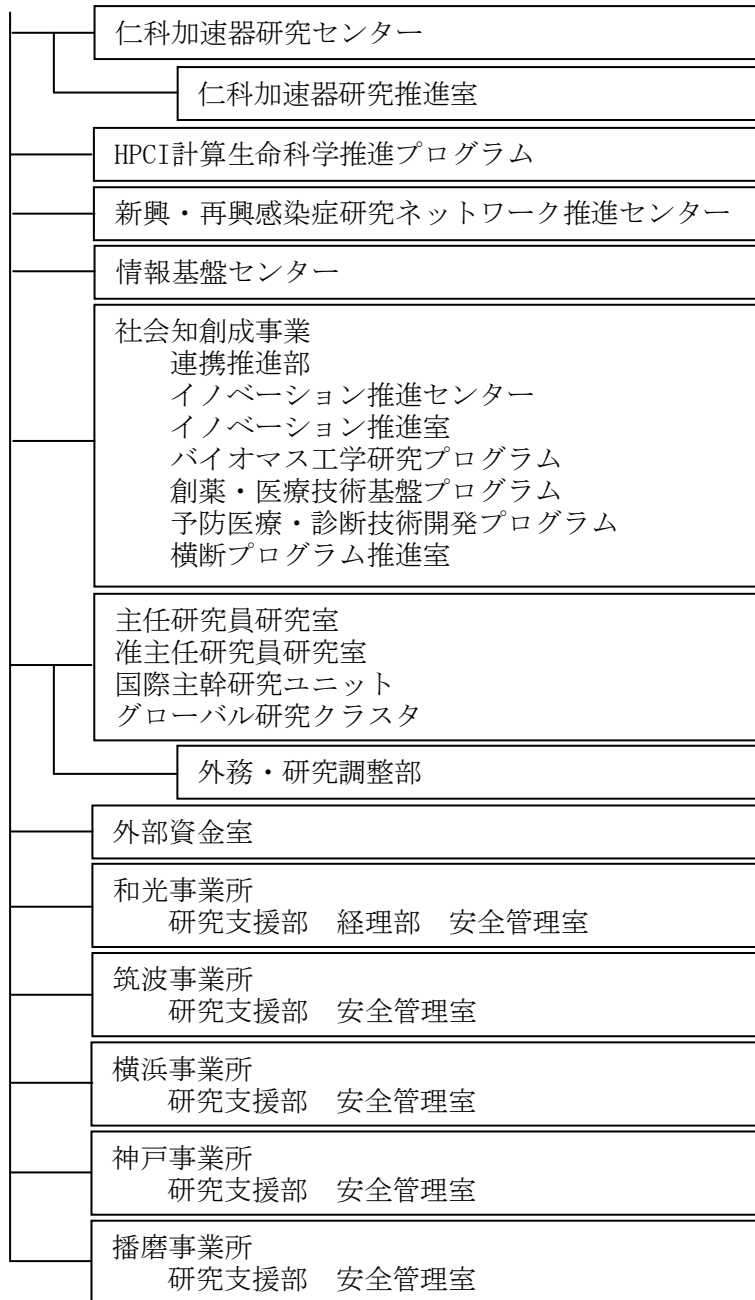 仁科加速器研究センター
仁科加速器研究推進室
HPCI計算生命科学推進プログラム
新興・再興感染症研究ネットワーク推進センター
情報基盤センター
社会知創成事業
連携推進部
イノベーション推進センター
イノベーション推進室
バイオマス工学研究プログラム
創薬・医療技術基盤プログラム
予防医療・診断技術開発プログラム
横断プログラム推進室
主任研究員研究室
准主任研究員研究室
国際主幹研究ユニット
グローバル研究クラスタ
外務・研究調整部
外部資金室
和光事業所
研究支援部　経理部　安全管理室
筑波事業所
研究支援部　安全管理室
横浜事業所
研究支援部　安全管理室
神戸事業所
研究支援部　安全管理室
播磨事業所
研究支援部　安全管理室